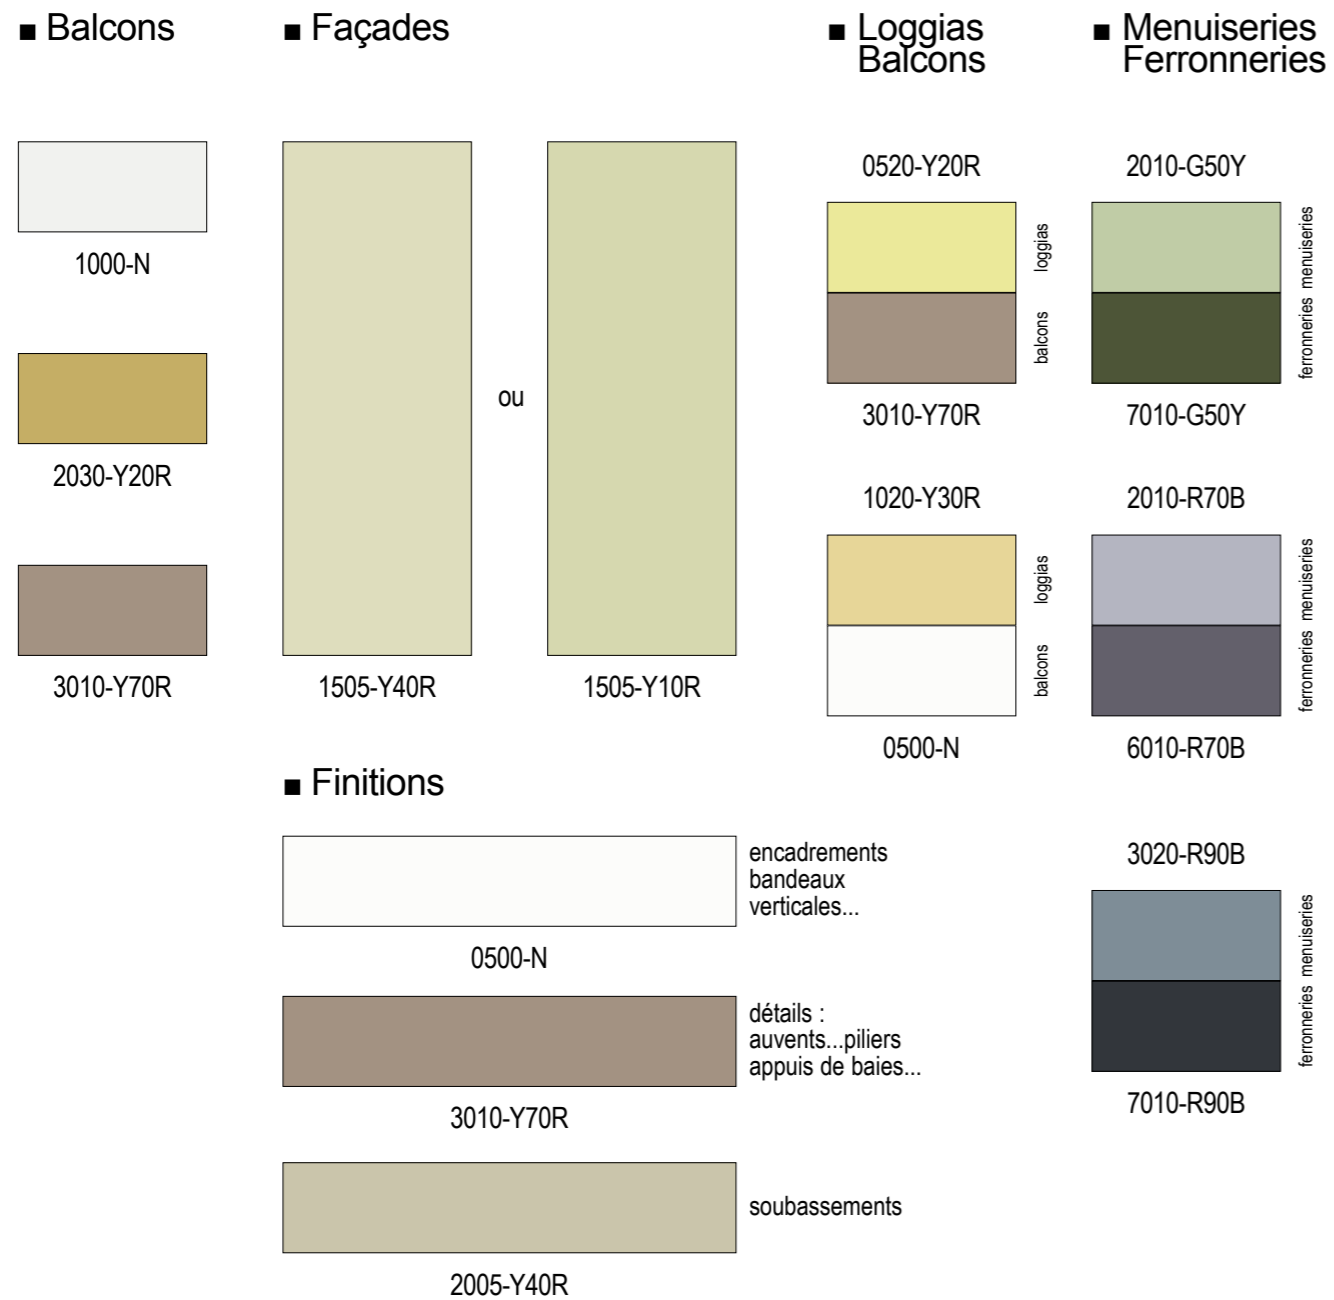 ■ Balcons
1000-N
2030-Y20R
3010-Y70R
■ Façades
ou
1505-Y40R
1505-Y10R
■ Finitions
encadrements
bandeaux
verticales...
0500-N
détails :
auvents...piliers
appuis de baies...
3010-Y70R
soubassements
2005-Y40R
■ Loggias
Balcons
0520-Y20R
loggias
balcons
3010-Y70R
1020-Y30R
loggias
balcons
0500-N
■ Menuiseries
Ferronneries
2010-G50Y
menuiseries
ferronneries
7010-G50Y
2010-R70B
menuiseries
ferronneries
6010-R70B
3020-R90B
menuiseries
ferronneries
7010-R90B